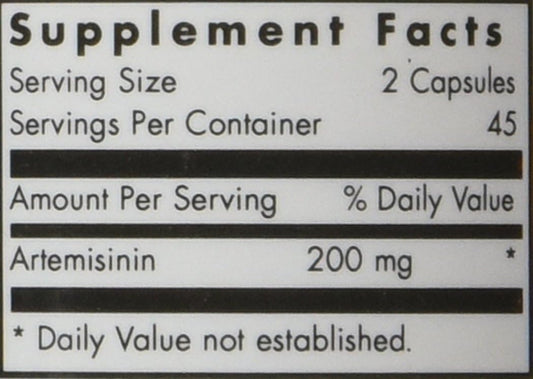 Supplement Facts
Serving Size 2 Capsules
Servings Per Container 45
Amount Per Serving % Daily Value
Artemisinin 200 mg *
* Daily Value not established.